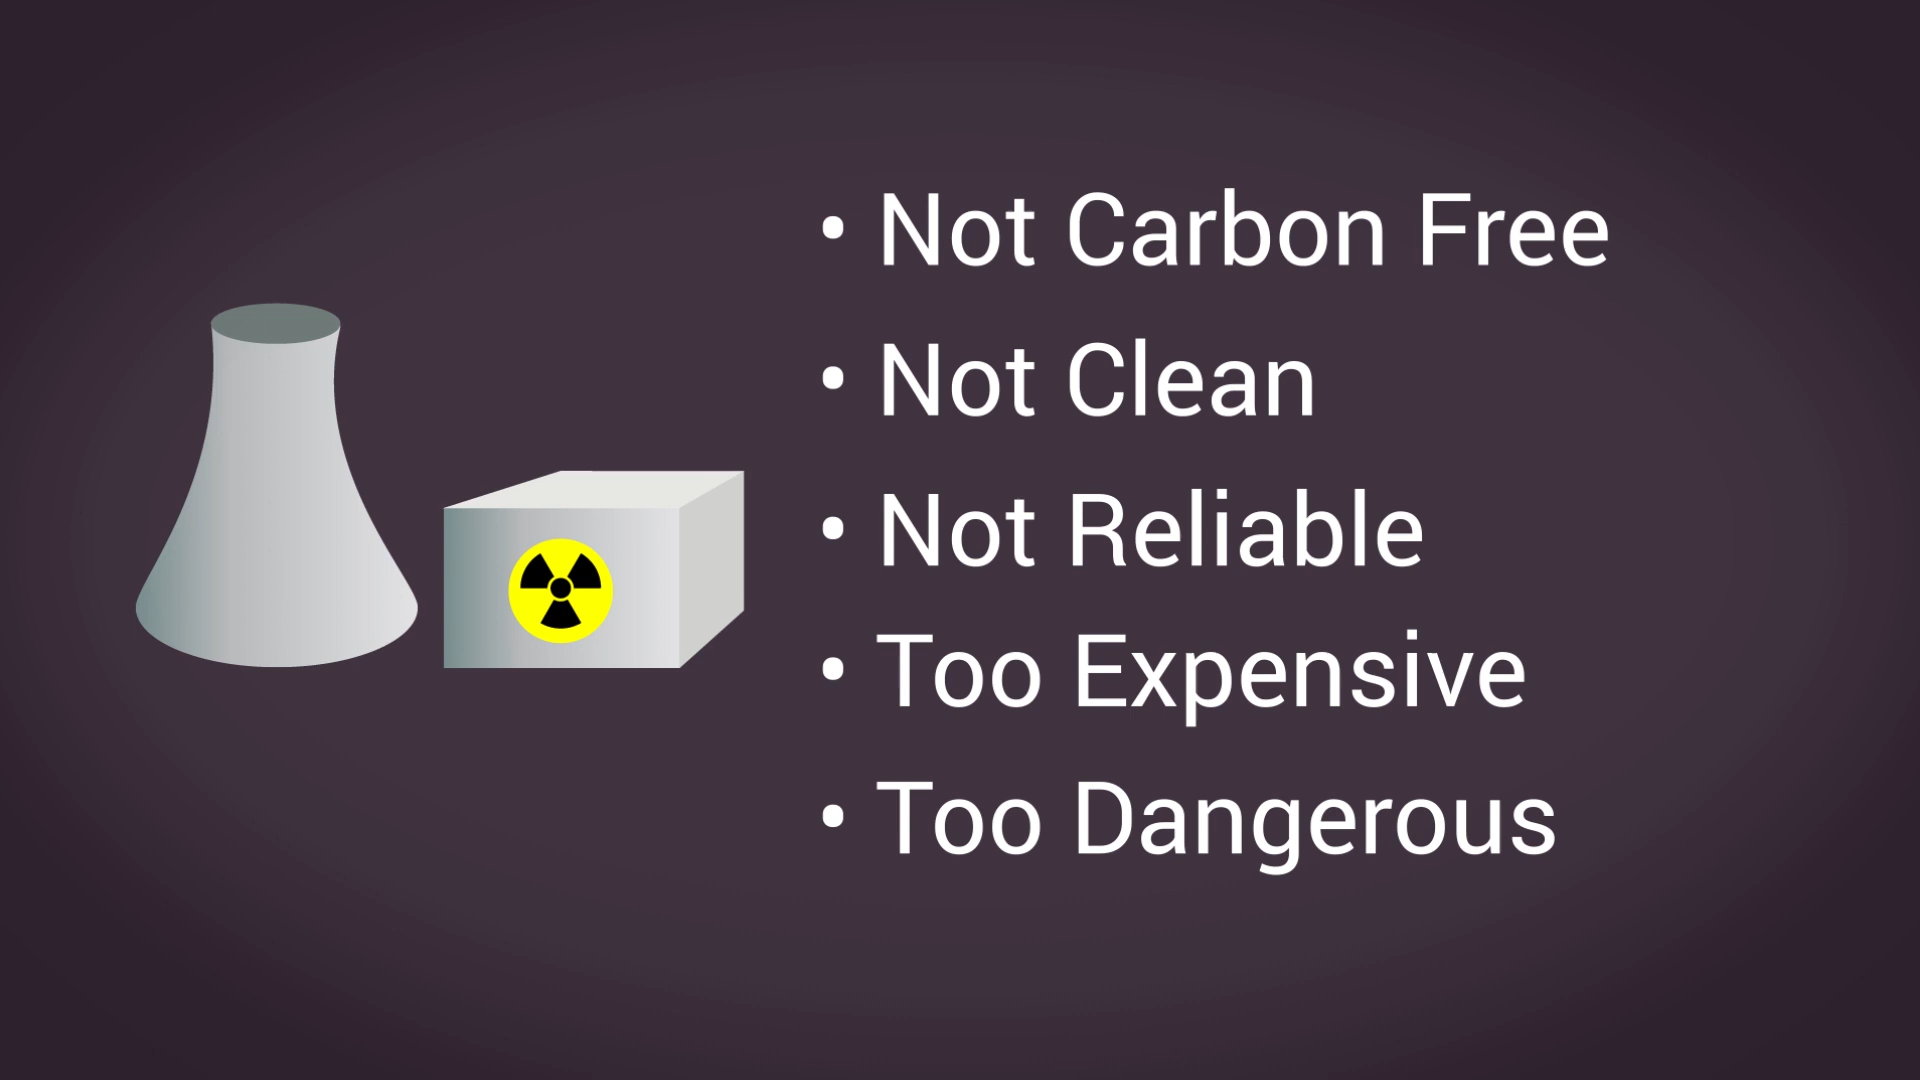 • Not Carbon Free
• Not Clean
• Not Reliable
• Too Expensive
• Too Dangerous